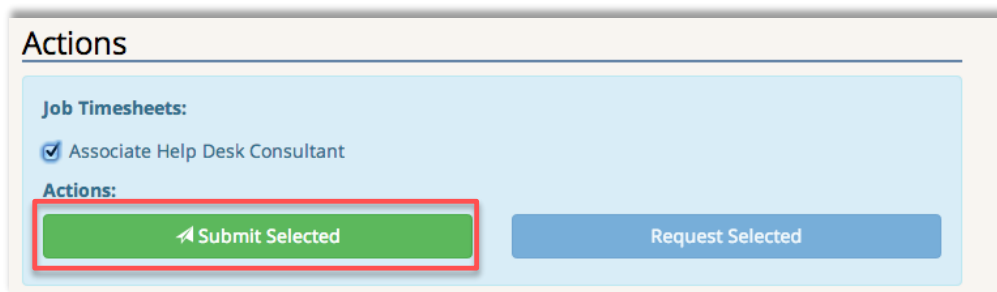 Actions
Job Timesheets:
Associate Help Desk Consultant
Actions:
Submit Selected
Request Selected